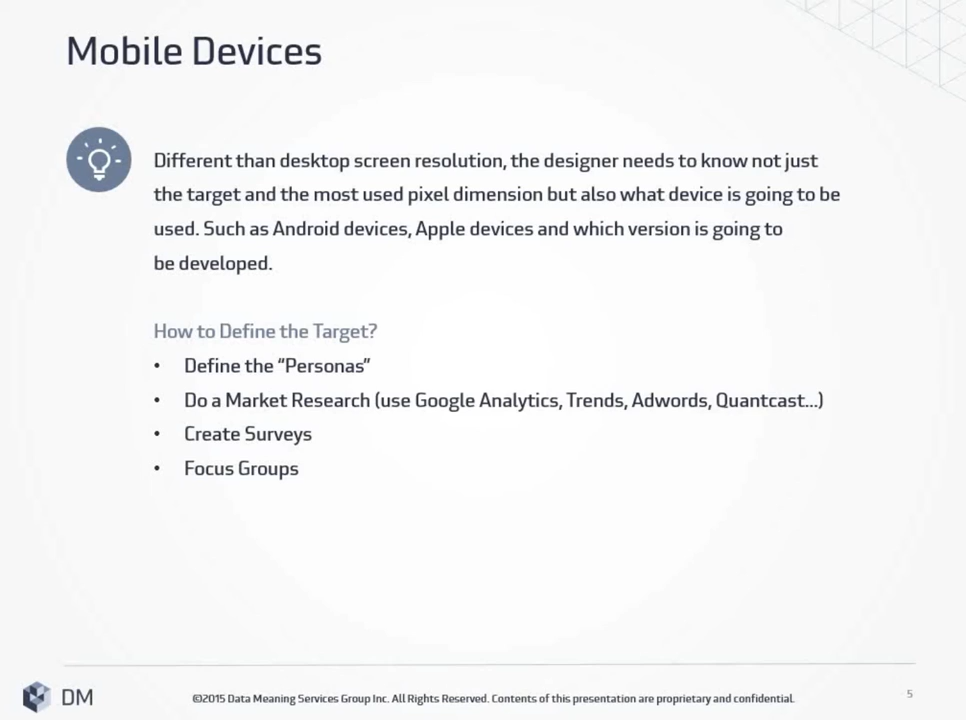 Mobile Devices
Different than desktop screen resolution, the designer needs to know not just
the target and the most used pixel dimension but also what device is going to be
used. Such as Android devices, Apple devices and which version is going to
be developed.
How to Define the Target?
• Define the “Personas”
• Do a Market Research (use Google Analytics, Trends, Adwords, Quantcast...)
• Create Surveys
• Focus Groups
DM
©2015 Data Meaning Services Group Inc. All Rights Reserved. Contents of this presentation are proprietary and confidential.
5